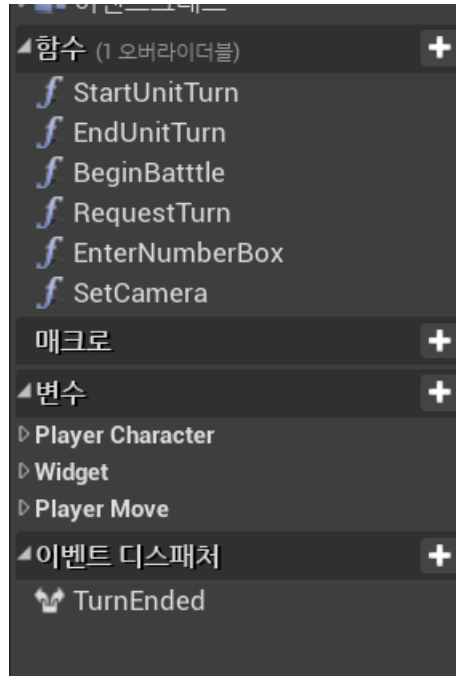 함수 (1 오버라이더블)
StartUnitTurn
EndUnitTurn
BeginBatttle
RequestTurn
EnterNumberBox
SetCamera
매크로
변수
Player Character
Widget
Player Move
이벤트 디스패처
TurnEnded